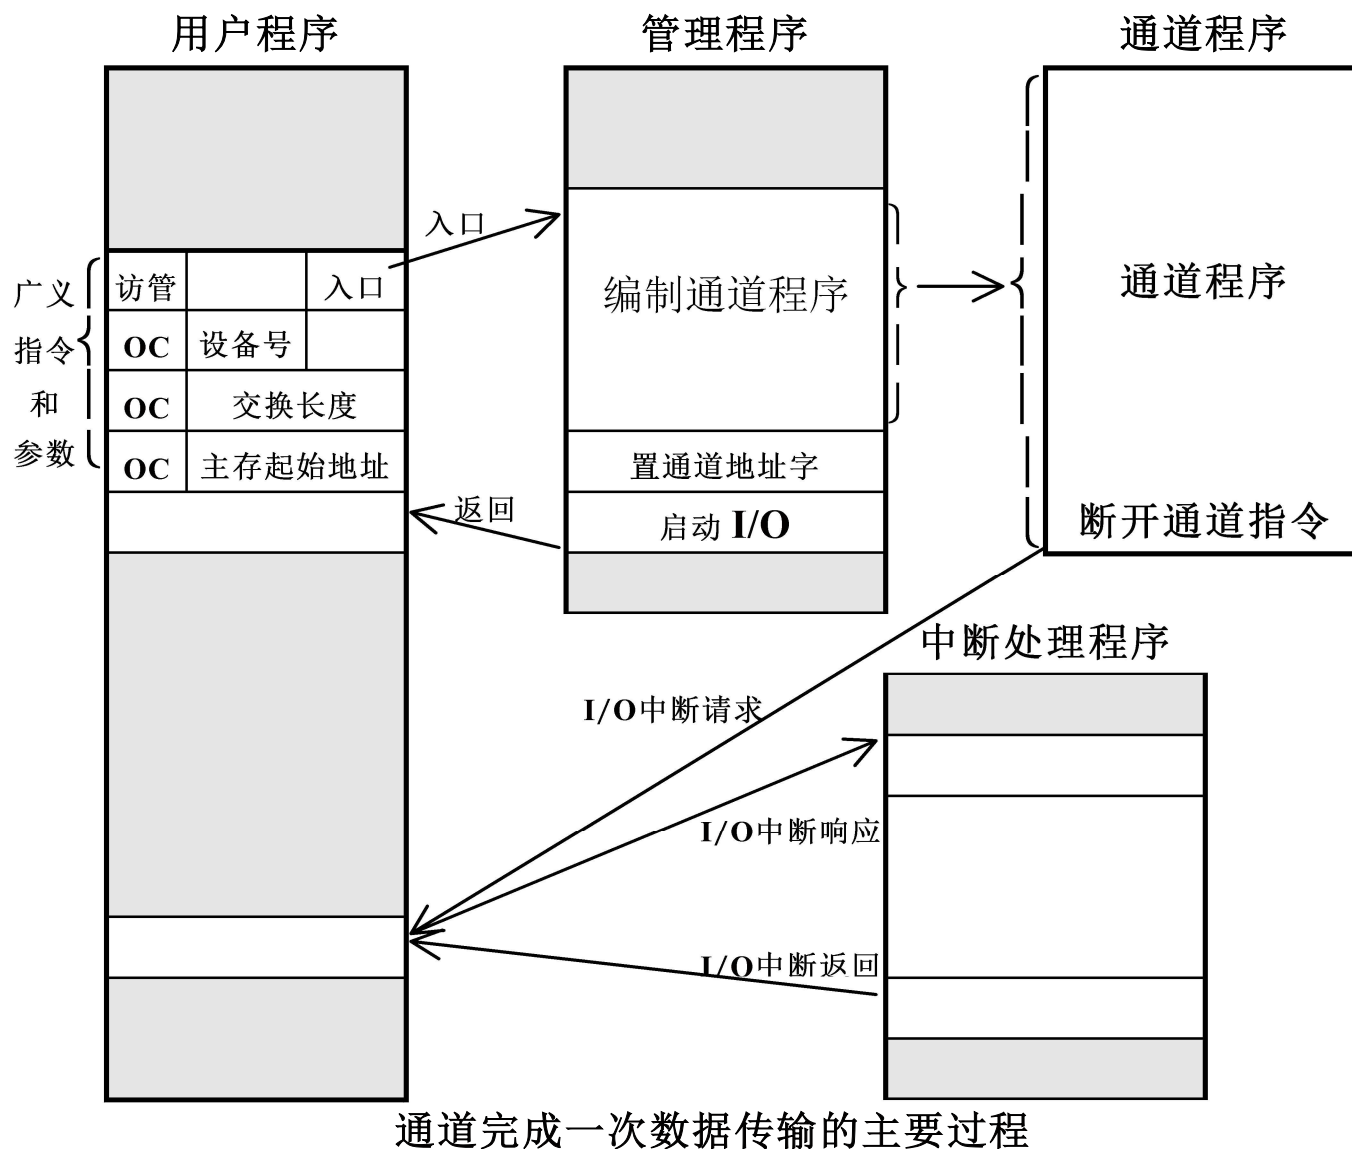 用户程序
管理程序
通道程序
入口
广义
指令
和
参数
访管
入口
OC
设备号
OC
交换长度
OC
主存起始地址
返回
编制通道程序
置通道地址字
启动 I/O
通道程序
断开通道指令
中断处理程序
I/O中断请求
I/O中断响应
I/O中断返回
通道完成一次数据传输的主要过程